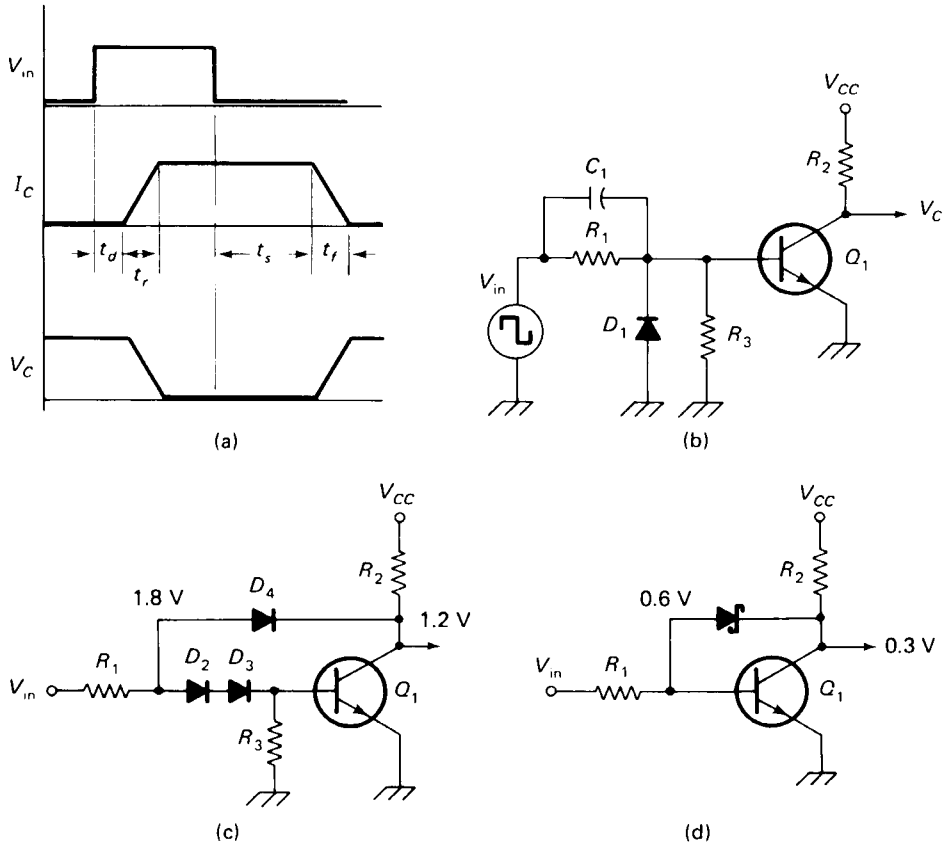 V_in
I_C
t_d t_r t_s t_f
V_C
(a)
V_CC
R_2
C_1
V_C
R_1
Q_1
V_in
D_1
R_3
(b)
V_CC
R_2
1.8 V
D_4
1.2 V
R_1
D_2
D_3
V_in
Q_1
R_3
(c)
V_CC
R_2
0.6 V
0.3 V
V_in
R_1
Q_1
(d)